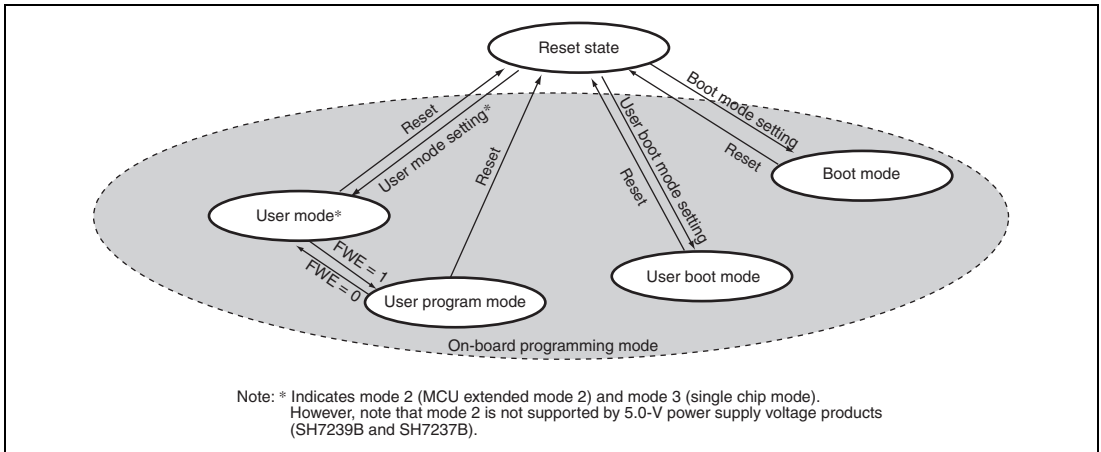 Reset state
Boot mode setting
Reset
User mode setting*
Reset
User boot mode setting
Reset
Reset
Boot mode
User mode*
FWE = 1
FWE = 0
User boot mode
User program mode
On-board programming mode
Note: * Indicates mode 2 (MCU extended mode 2) and mode 3 (single chip mode).
However, note that mode 2 is not supported by 5.0-V power supply voltage products
(SH7239B and SH7237B).